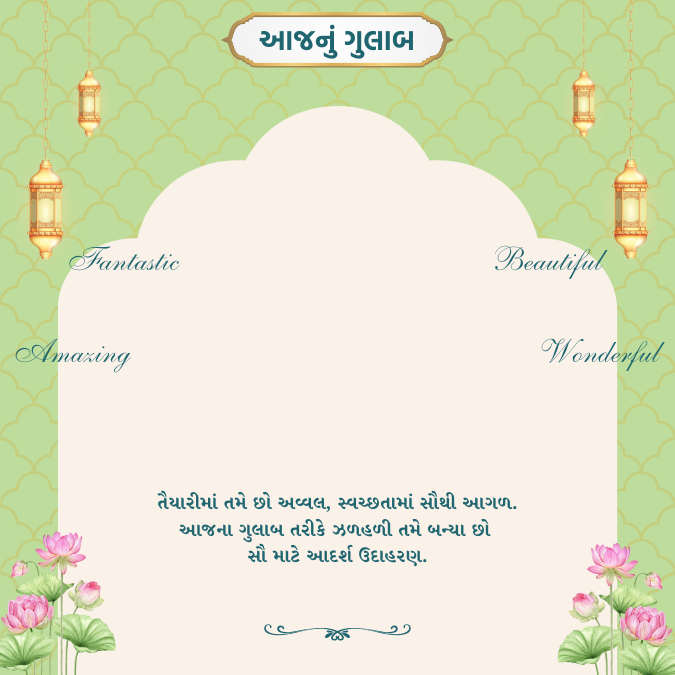 આજનું ગુલાબ
Fantastic
Beautiful
Amazing
Wonderful
તૈયારીમાં તમે છો અવ્વલ, સ્વચ્છતામાં સૌથી આગળ.
આજના ગુલાબ તરીકે ઝળહળી તમે બન્યા છો
સૌ માટે આદર્શ ઉદાહરણ.